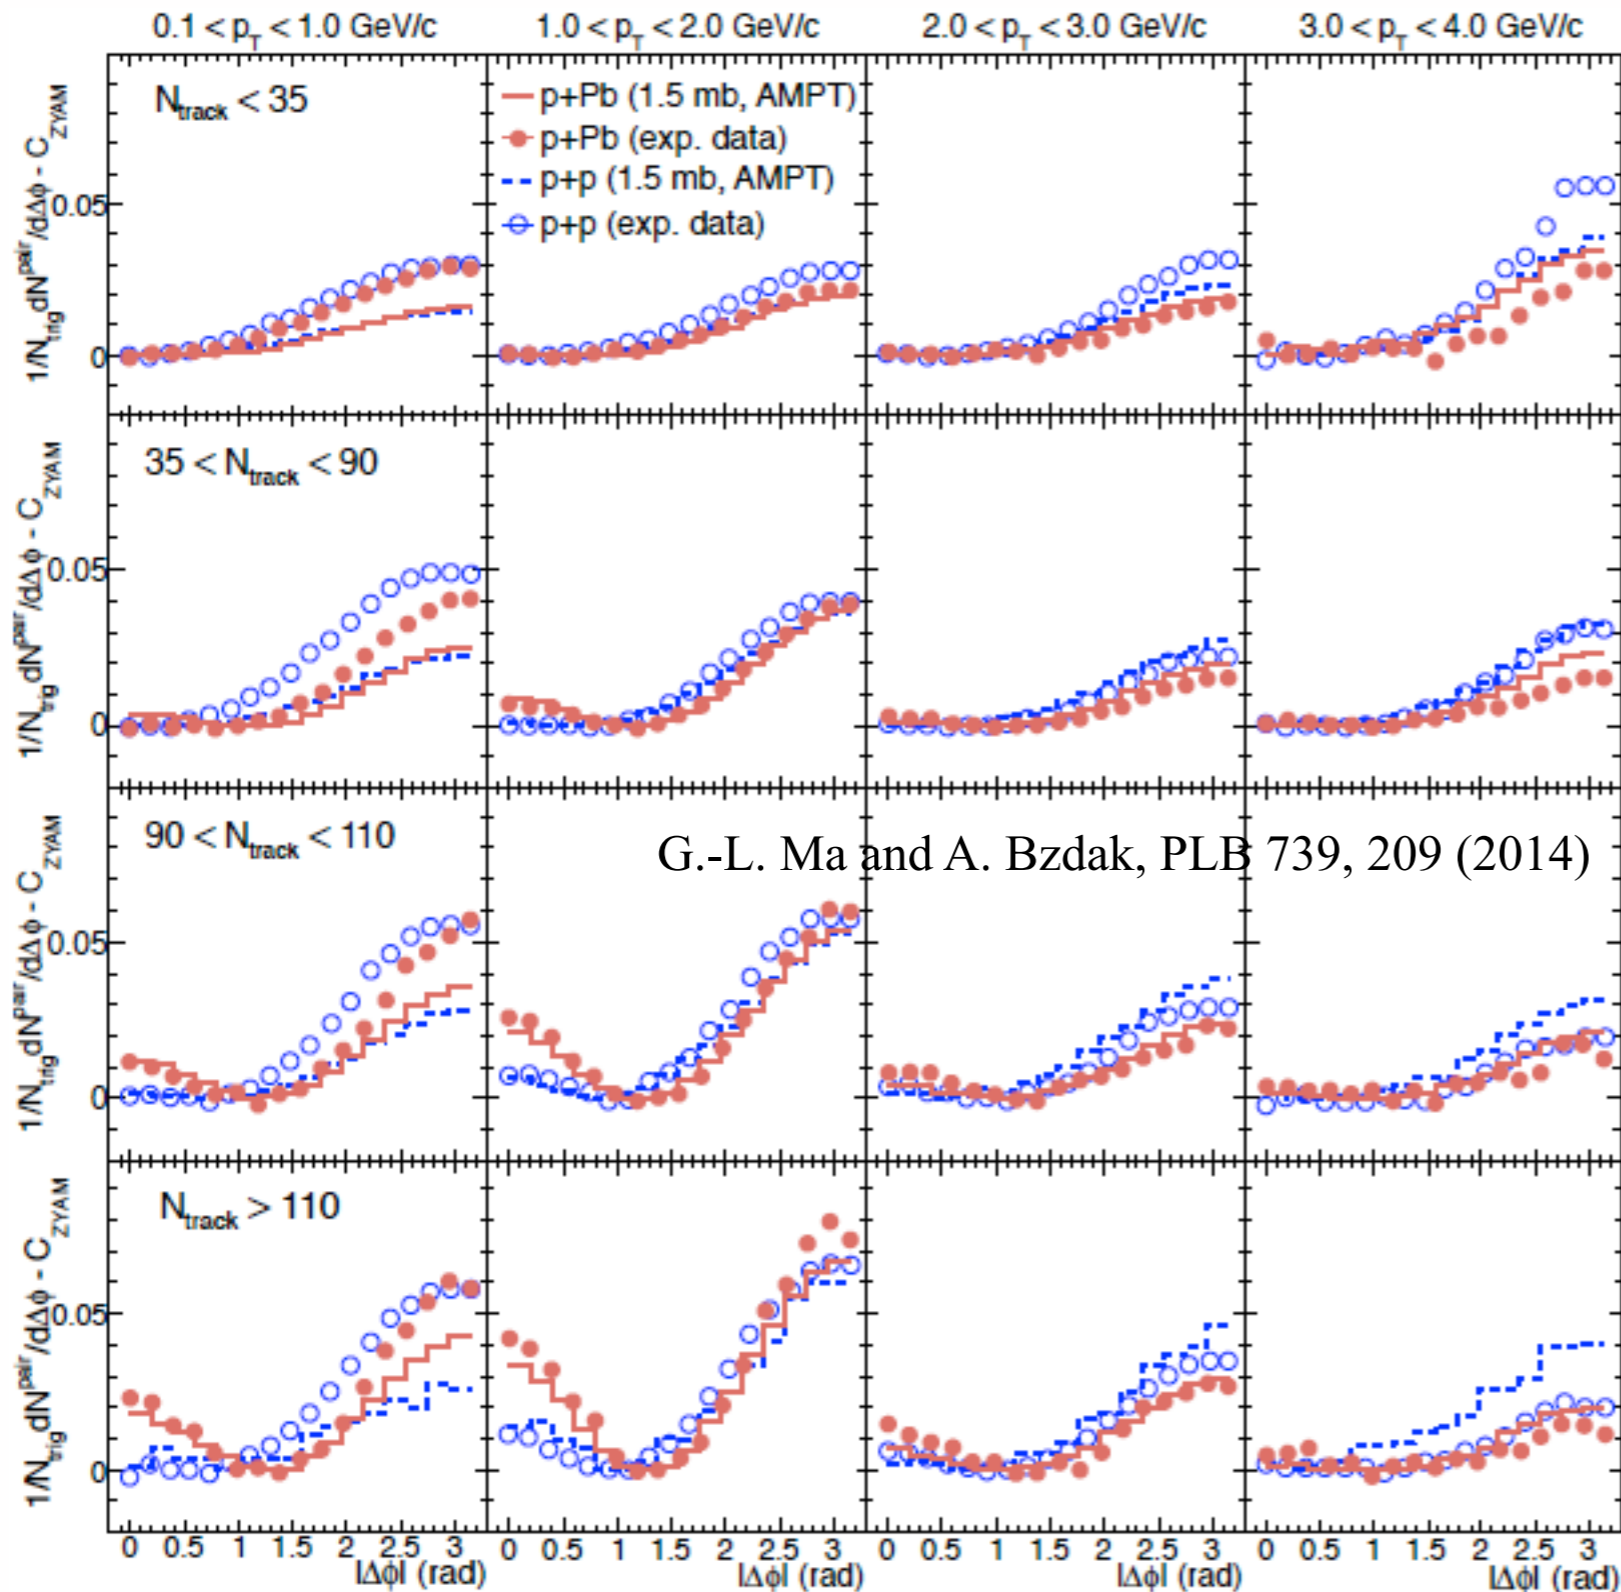 0.1 < pT < 1.0 GeV/c
1.0 < pT < 2.0 GeV/c
2.0 < pT < 3.0 GeV/c
3.0 < pT < 4.0 GeV/c
Ntrack < 35
p+Pb (1.5 mb, AMPT)
p+Pb (exp. data)
p+p (1.5 mb, AMPT)
p+p (exp. data)
1/Ntrig dNpair/dΔϕ - CZYAM
0.05
0
35 < Ntrack < 90
1/Ntrig dNpair/dΔϕ - CZYAM
0.05
0
90 < Ntrack < 110
G.-L. Ma and A. Bzdak, PLB 739, 209 (2014)
1/Ntrig dNpair/dΔϕ - CZYAM
0.05
0
Ntrack > 110
1/Ntrig dNpair/dΔϕ - CZYAM
0.05
0
0 0.5 1 1.5 2 2.5 3
0 0.5 1 1.5 2 2.5 3
0 0.5 1 1.5 2 2.5 3
0 0.5 1 1.5 2 2.5 3
|Δϕ| (rad)
|Δϕ| (rad)
|Δϕ| (rad)
|Δϕ| (rad)